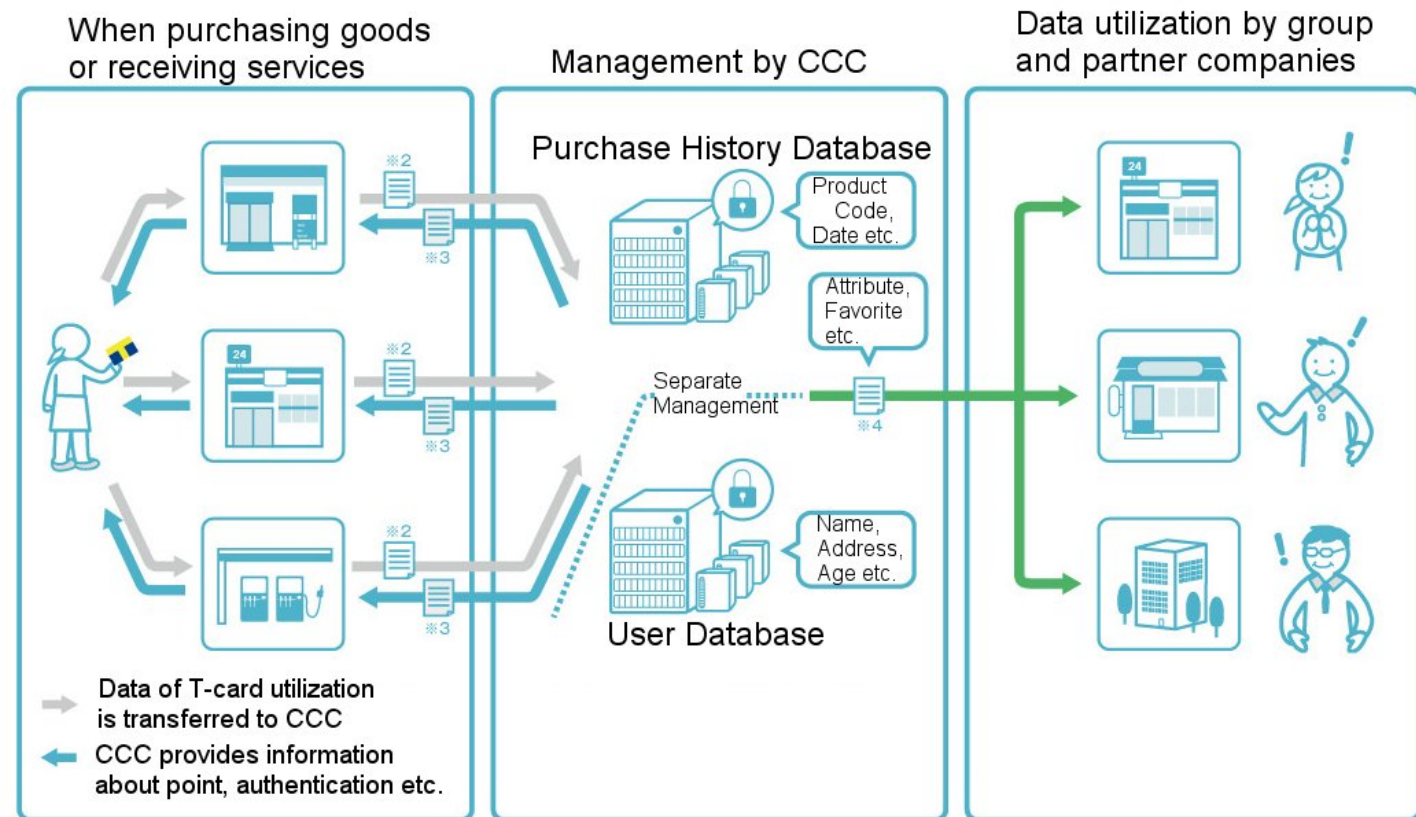 When purchasing goods
or receiving services
※2
※3
24
※2
※3
※2
※3
Data of T-card utilization
is transferred to CCC
CCC provides information
about point, authentication etc.
Management by CCC
Purchase History Database
Product
Code,
Date etc.
Attribute,
Favorite
etc.
Separate
Management
※4
Name,
Address,
Age etc.
User Database
Data utilization by group
and partner companies
24